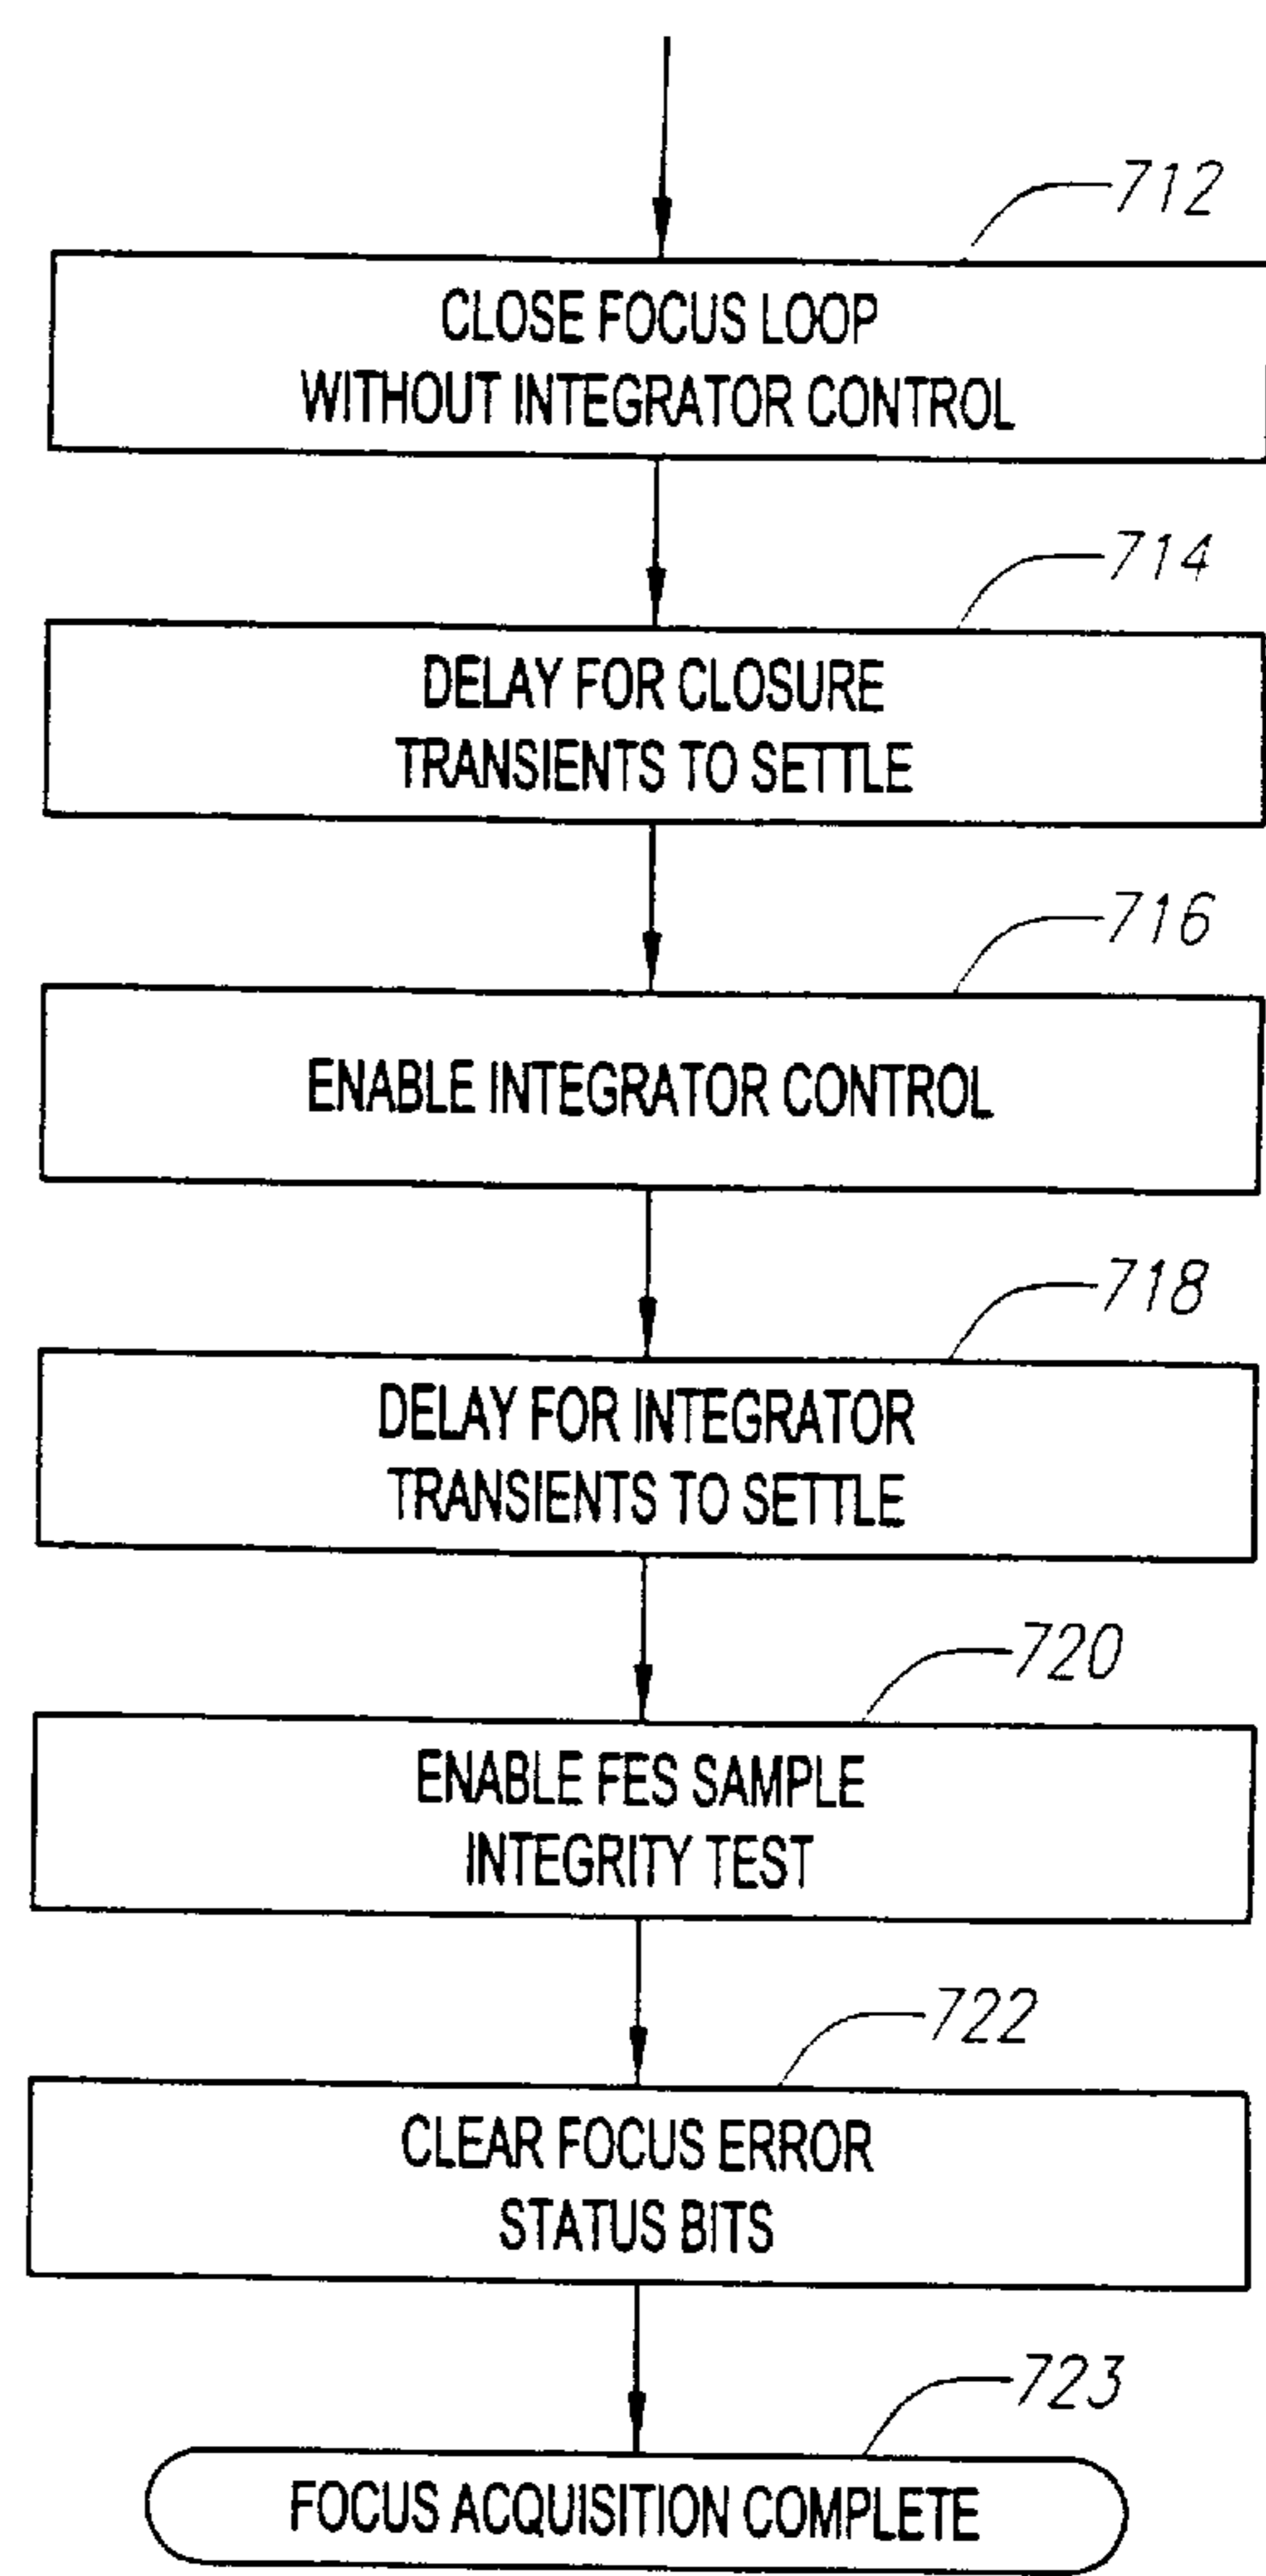 712
CLOSE FOCUS LOOP
WITHOUT INTEGRATOR CONTROL
714
DELAY FOR CLOSURE
TRANSIENTS TO SETTLE
716
ENABLE INTEGRATOR CONTROL
718
DELAY FOR INTEGRATOR
TRANSIENTS TO SETTLE
720
ENABLE FES SAMPLE
INTEGRITY TEST
722
CLEAR FOCUS ERROR
STATUS BITS
723
FOCUS ACQUISITION COMPLETE